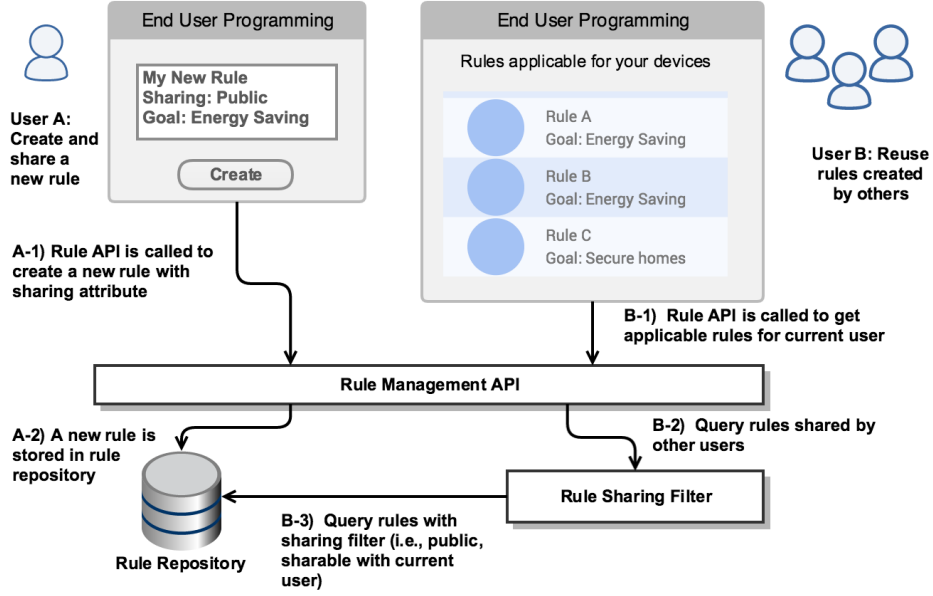 End User Programming
My New Rule
Sharing: Public
Goal: Energy Saving
Create
User A:
Create and
share a
new rule
End User Programming
Rules applicable for your devices
Rule A
Goal: Energy Saving
Rule B
Goal: Energy Saving
Rule C
Goal: Secure homes
User B: Reuse
rules created
by others
A-1) Rule API is called to
create a new rule with
sharing attribute
B-1) Rule API is called to get
applicable rules for current user
Rule Management API
A-2) A new rule is
stored in rule
repository
B-2) Query rules shared by
other users
Rule Sharing Filter
B-3) Query rules with
sharing filter (i.e., public,
sharable with current
user)
Rule Repository